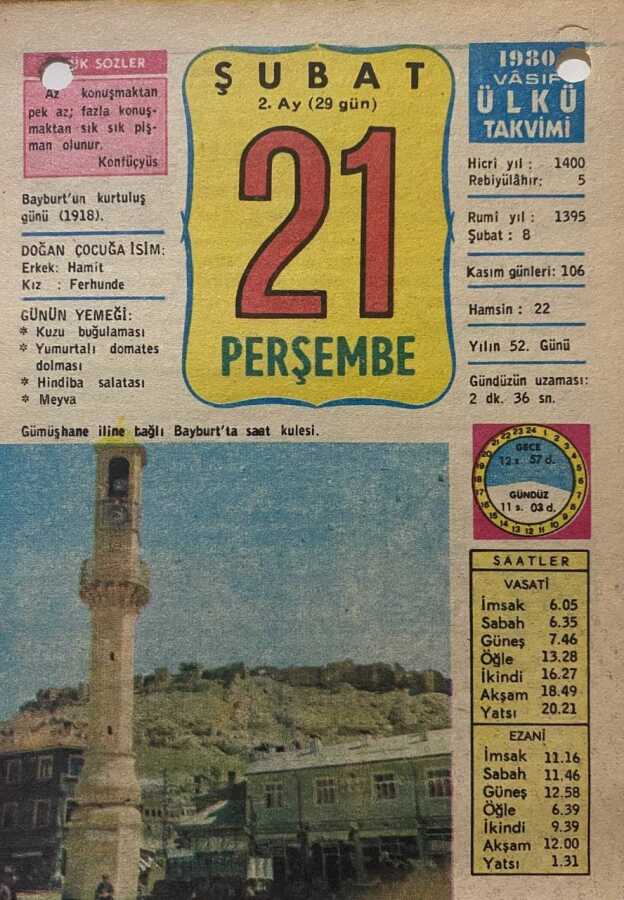 ÜK SÖZLER
Az konuşmaktan
pek az; fazla konuş-
maktan sık sık piş-
man olunur.
Konfüçyüs
Bayburt'un kurtuluş
günü (1918).
DOĞAN ÇOCUĞA İSİM:
Erkek: Hamit
Kız : Ferhunde
GÜNÜN YEMEĞİ:
* Kuzu buğulaması
* Yumurtalı domates
dolması
* Hindiba salatası
* Meyva
ŞUBAT
2. Ay (29 gün)
21
PERŞEMBE
1980
VÂSIF
ÜLKÜ
TAKVİMİ
Hicrî yıl : 1400
Rebiyülâhır: 5
Rumî yıl : 1395
Şubat : 8
Kasım günleri: 106
Hamsin : 22
Yılın 52. Günü
Gündüzün uzaması:
2 dk. 36 sn.
Gümüşhane iline bağlı Bayburt'ta saat kulesi.
GECE
12 s. 57 d.
GÜNDÜZ
11 s. 03 d.
SAATLER
VASATİ
İmsak 6.05
Sabah 6.35
Güneş 7.46
Öğle 13.28
İkindi 16.27
Akşam 18.49
Yatsı 20.21
EZANİ
İmsak 11.16
Sabah 11.46
Güneş 12.58
Öğle 6.39
İkindi 9.39
Akşam 12.00
Yatsı 1.31